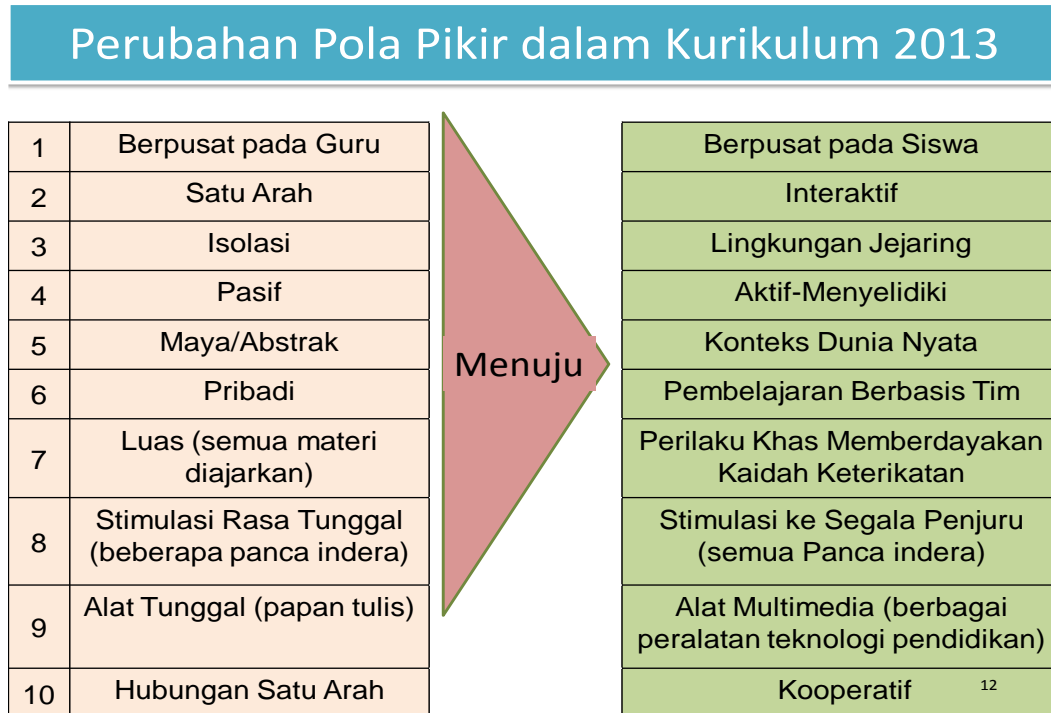 Perubahan Pola Pikir dalam Kurikulum 2013
1 Berpusat pada Guru Berpusat pada Siswa
2 Satu Arah Interaktif
3 Isolasi Lingkungan Jejaring
4 Pasif Aktif-Menyelidiki
5 Maya/Abstrak Konteks Dunia Nyata
Menuju
6 Pribadi Pembelajaran Berbasis Tim
7 Luas (semua materi
diajarkan)
Perilaku Khas Memberdayakan
Kaidah Keterikatan
8 Stimulasi Rasa Tunggal
(beberapa panca indera)
Stimulasi ke Segala Penjuru
(semua Panca indera)
9 Alat Tunggal (papan tulis)
Alat Multimedia (berbagai
peralatan teknologi pendidikan)
10 Hubungan Satu Arah Kooperatif
12